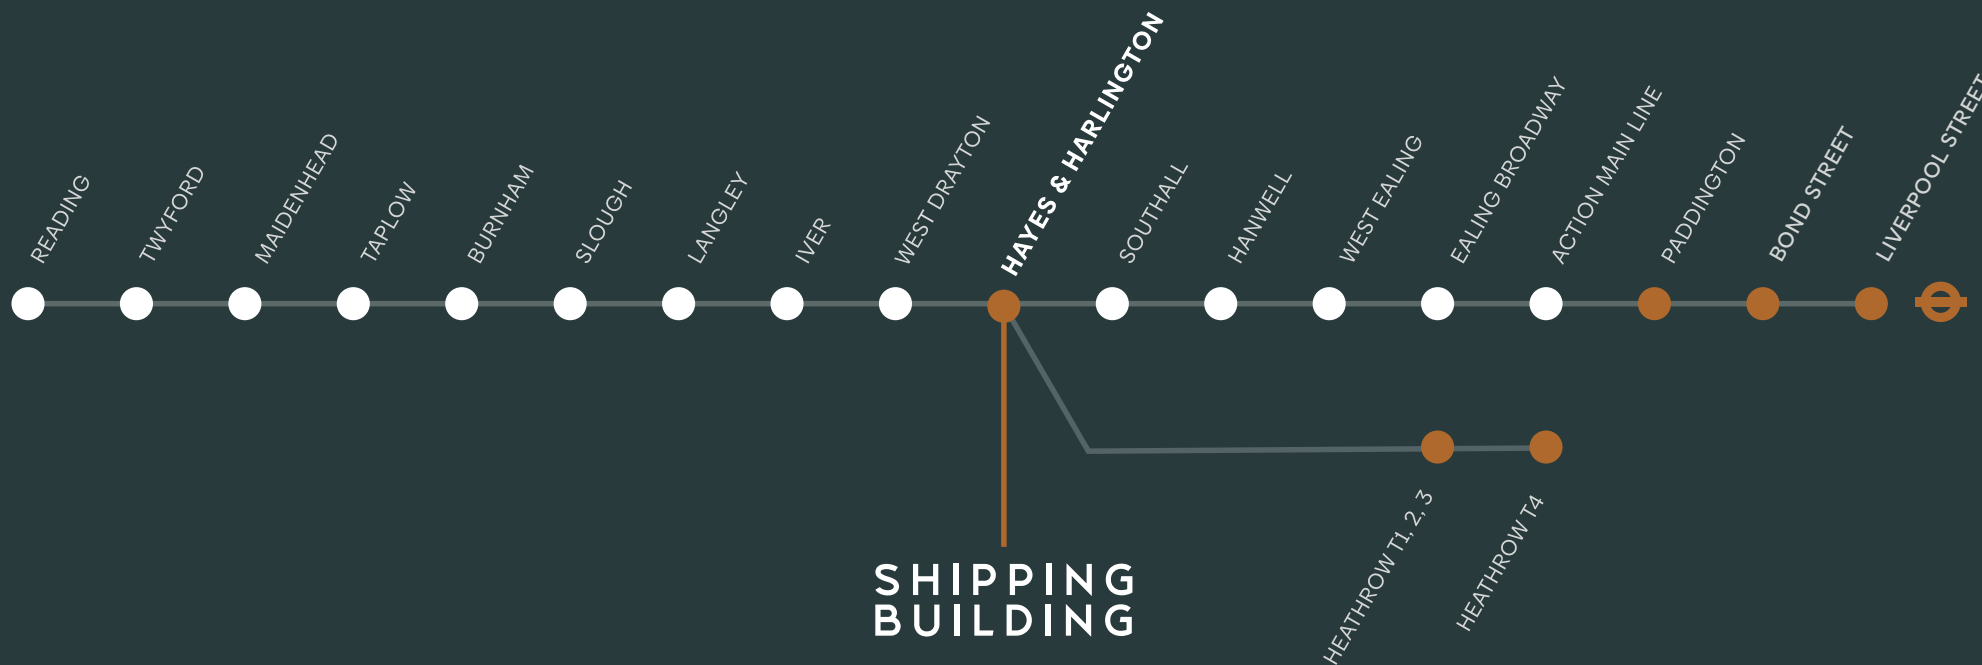 READING
TWYFORD
MAIDENHEAD
TAPLOW
BURNHAM
SLOUGH
LANGLEY
IVER
WEST DRAYTON
HAYES & HARLINGTON
SOUTHALL
HANWELL
WEST EALING
EALING BROADWAY
ACTION MAIN LINE
PADDINGTON
BOND STREET
LIVERPOOL STREET
HEATHROW T1, 2, 3
HEATHROW T4
SHIPPING
BUILDING